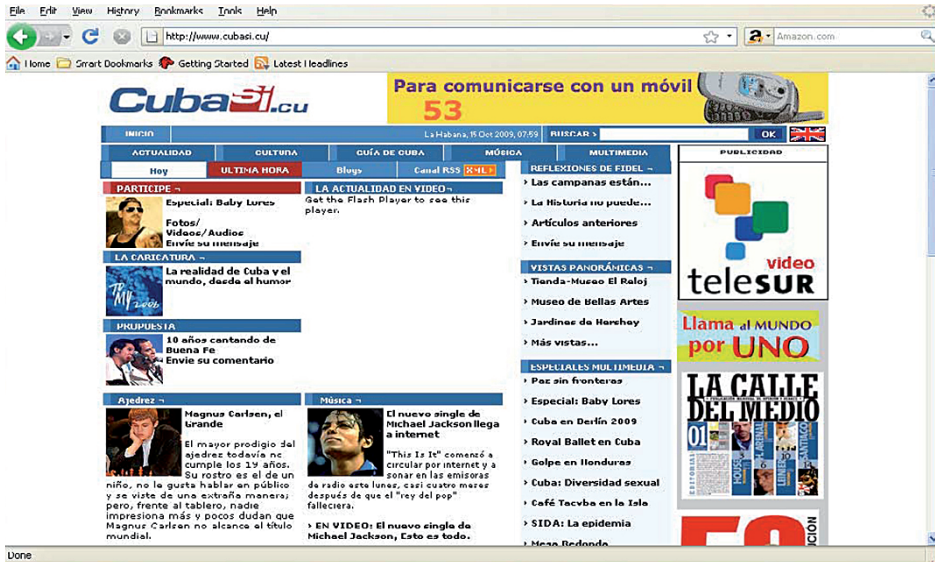 File Edit View History Bookmarks Tools Help
http://www.cubasi.cu/
Amazon.com
Home Smart Bookmarks Getting Started Latest Headlines
CubaSí.cu
Para comunicarse con un móvil
53
INICIO
La Habana, 15 Oct 2009, 07:59
BUSCAR >
OK
ACTUALIDAD CULTURA GUÍA DE CUBA MÚSICA MULTIMEDIA
Hoy ULTIMA HORA Blogs Canal RSS XML
PARTICIPE ¬
Especial: Baby Lores
Fotos/
Videos/Audios
Envíe su mensaje
LA CARICATURA ¬
La realidad de Cuba y el
mundo, desde el humor
PROPUESTA
10 años cantando de
Buena Fe
Envie su comentario
LA ACTUALIDAD EN VIDEO ¬
Get the Flash Player to see this
player.
Ajedrez ¬
Magnus Carlsen, el
Grande
El mayor prodigio del
ajedrez todavía no
cumple los 19 años.
Su rostro es el de un
niño, no le gusta hablar en público
y se viste de una extraña manera;
pero, frente al tablero, nadie
impresiona más y pocos dudan que
Magnus Carlsen no alcance el título
mundial.
Música ¬
El nuevo single de
Michael Jackson llega
a internet
"This Is It" comenzó a
circular por internet y a
sonar en las emisoras
de radio este lunes, casi cuatro meses
después de que el "rey del pop"
falleciera.
> EN VIDEO: El nuevo single de
Michael Jackson, Esto es todo.
REFLEXIONES DE FIDEL ¬
> Las campanas están...
> La Historia no puede...
> Artículos anteriores
> Envíe su mensaje
VISTAS PANORÁMICAS ¬
> Tienda-Museo El Reloj
> Museo de Bellas Artes
> Jardines de Hershey
> Más vistas...
ESPECIALES MULTIMEDIA ¬
> Paz sin fronteras
> Especial: Baby Lores
> Cuba en Berlín 2009
> Royal Ballet en Cuba
> Golpe en Honduras
> Cuba: Diversidad sexual
> Café Tacvba en la Isla
> SIDA: La epidemia
> Mesa Redonda
PUBLICIDAD
video
teleSUR
Llama al MUNDO
por UNO
LA CALLE
DEL MEDIO
01
Done